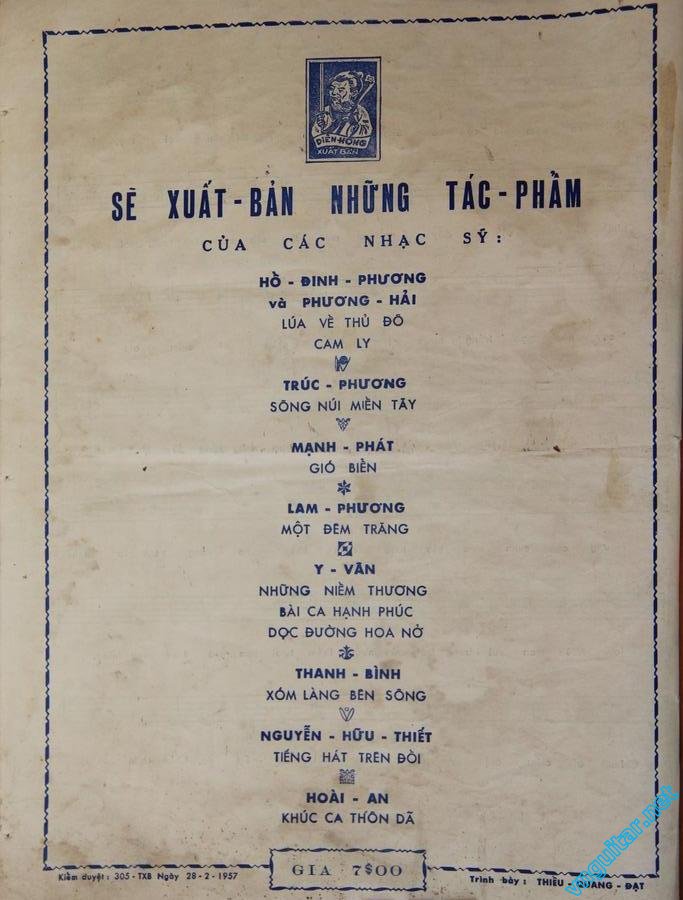 DIÊN-HỒNG
XUẤT BẢN
SẼ XUẤT-BẢN NHỮNG TÁC-PHẨM
CỦA CÁC NHẠC SỸ:
HỒ - ĐINH - PHƯƠNG
và PHƯƠNG - HẢI
LÚA VỀ THỦ ĐÔ
CAM LY
TRÚC - PHƯƠNG
SÔNG NÚI MIỀN TÂY
MẠNH - PHÁT
GIÓ BIỂN
LAM - PHƯƠNG
MỘT ĐÊM TRĂNG
Y - VÂN
NHỮNG NIỀM THƯƠNG
BÀI CA HẠNH PHÚC
DỌC ĐƯỜNG HOA NỞ
THANH - BÌNH
XÓM LÀNG BÊN SÔNG
NGUYỄN - HỮU - THIẾT
TIẾNG HÁT TRÊN ĐỒI
HOÀI - AN
KHÚC CA THÔN DÃ
GIA 7$00
Kiểm duyệt: 305 - TXB Ngày 28 - 2 - 1957
Trình bày: THIỆU QUANG - ĐẠT
vnguitar.net